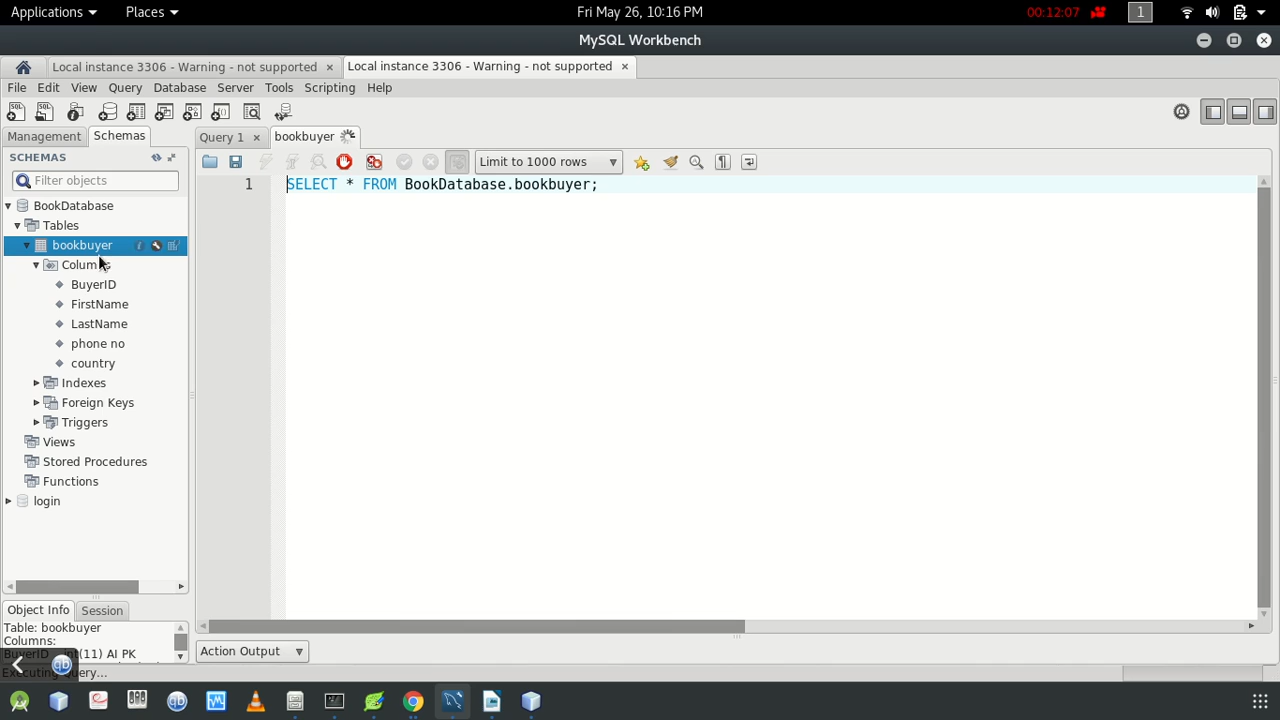 Applications
Places
Fri May 26, 10:16 PM
00:12:07
1
MySQL Workbench
Local instance 3306 - Warning - not supported ×
Local instance 3306 - Warning - not supported ×
File Edit View Query Database Server Tools Scripting Help
Management Schemas
Query 1 ×
bookbuyer
SCHEMAS
Limit to 1000 rows
Filter objects
1 SELECT * FROM BookDatabase.bookbuyer;
BookDatabase
Tables
bookbuyer
Columns
BuyerID
FirstName
LastName
phone no
country
Indexes
Foreign Keys
Triggers
Views
Stored Procedures
Functions
login
Object Info Session
Table: bookbuyer
Columns:
BuyerID int(11) AI PK
Action Output
Executing Query...